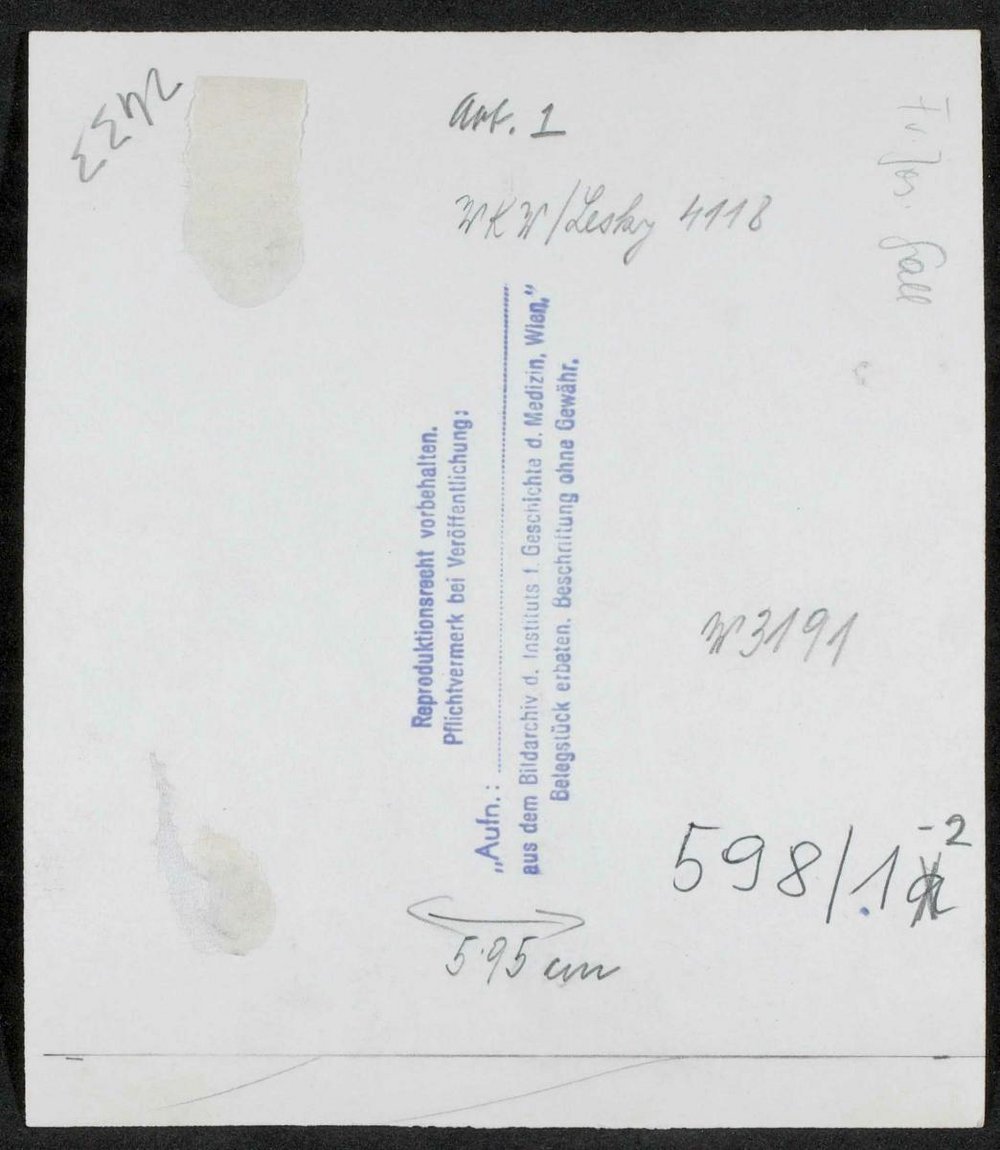 Art. 1
WKW/Lesky 4118
Fr. Jos. Gall
Reproduktionsrecht vorbehalten.
Pflichtvermerk bei Veröffentlichung:
„Aufn.:
aus dem Bildarchiv d. Instituts f. Geschichte d. Medizin, Wien."
Belegstück erbeten. Beschriftung ohne Gewähr.
W3191
598/1
-2
5.95 cm